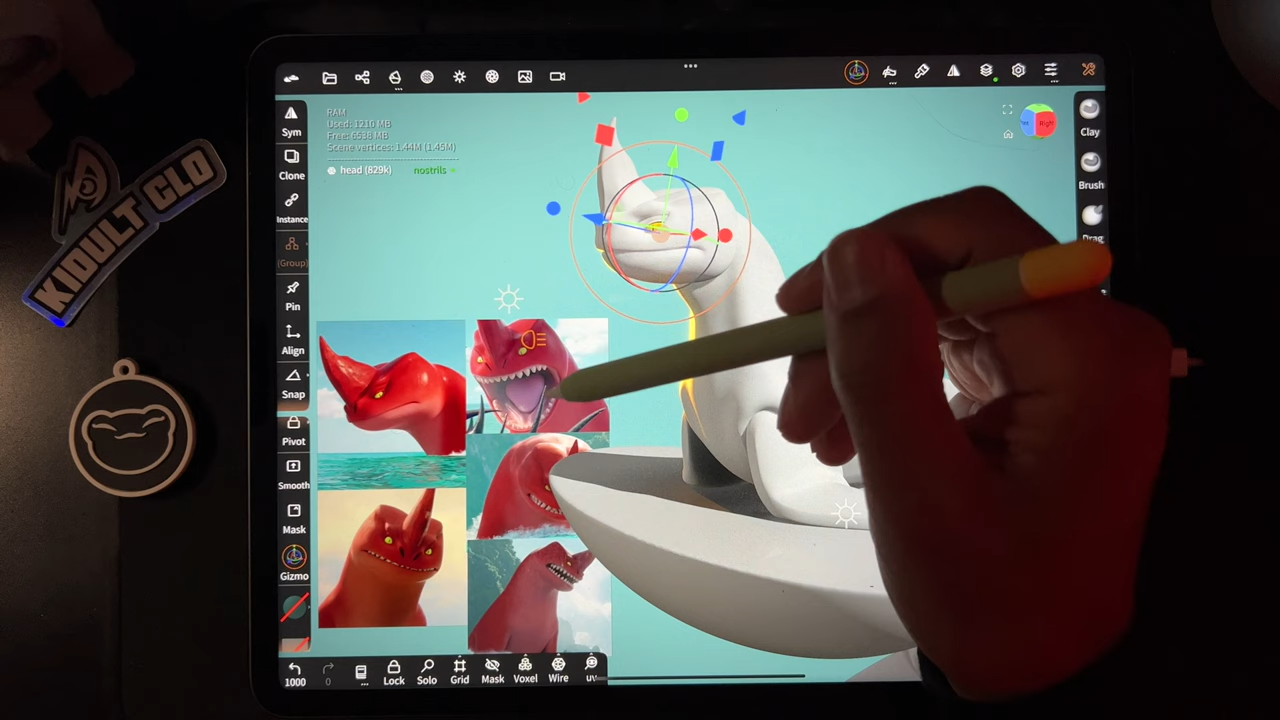 RAM
Used: 1210 MB
Free: 6538 MB
Scene vertices: 1.44M (1.45M)
head (829k) nostrils
Sym
Clone
Instance
(Group)
Pin
Align
Snap
Pivot
Smooth
Mask
Gizmo
Right
Clay
Brush
Drag
1000
0
Lock
Solo
Grid
Mask
Voxel
Wire
uv
KIDULT CLO